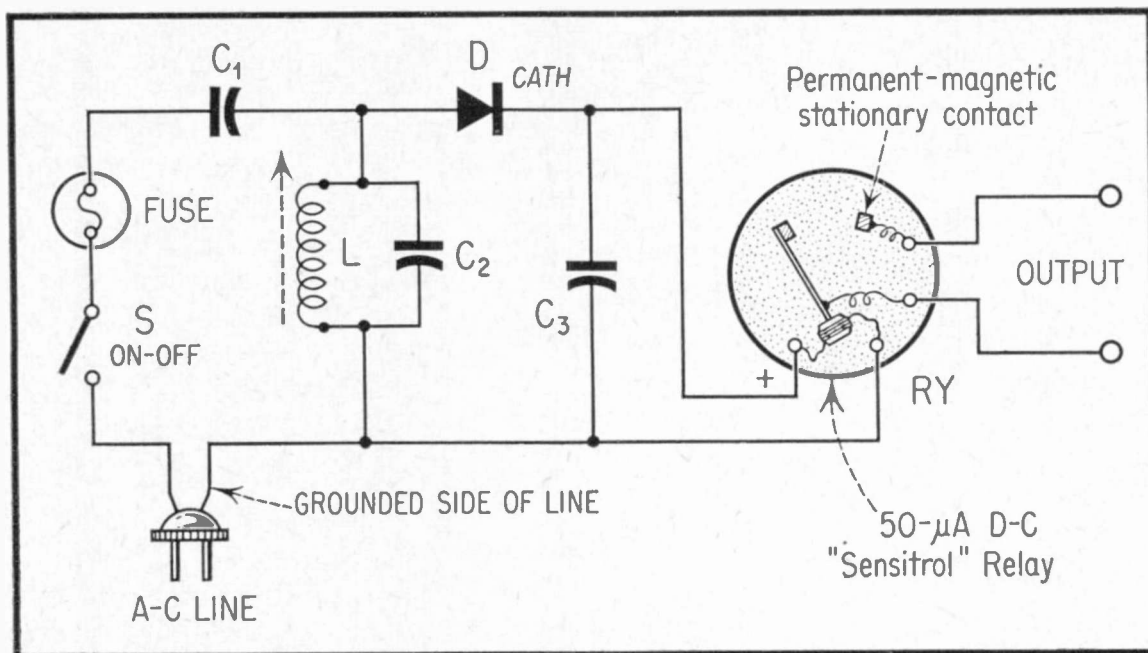 C₁
D
CATH
Permanent-magnetic
stationary contact
FUSE
L
C₂
C₃
OUTPUT
S
ON-OFF
+
RY
GROUNDED SIDE OF LINE
50-μA D-C
"Sensitrol" Relay
A-C LINE